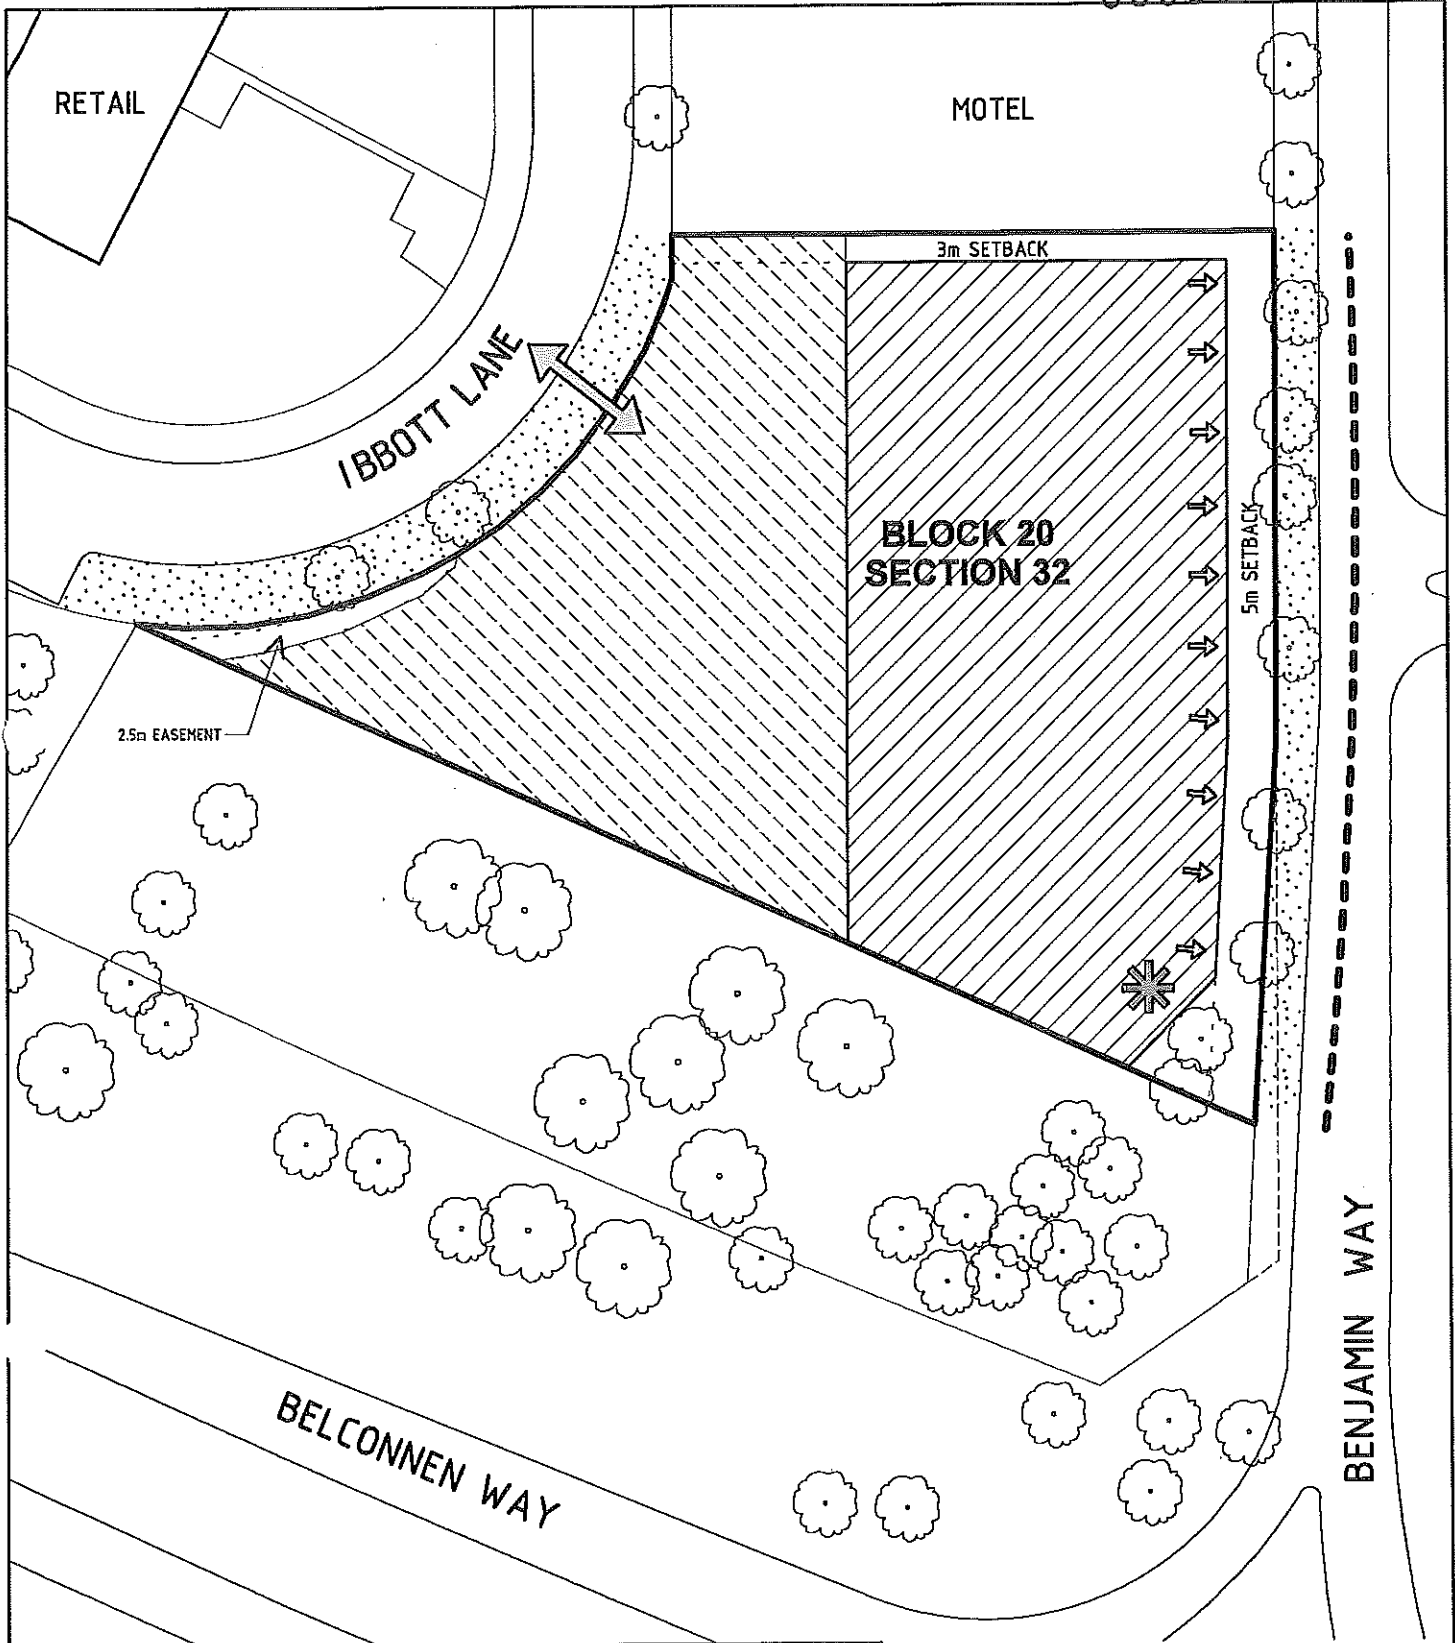 RETAIL
MOTEL
3m SETBACK
IBBOTT LANE
BLOCK 20
SECTION 32
5m SETBACK
2.5m EASEMENT
BENJAMIN WAY
BELCONNEN WAY